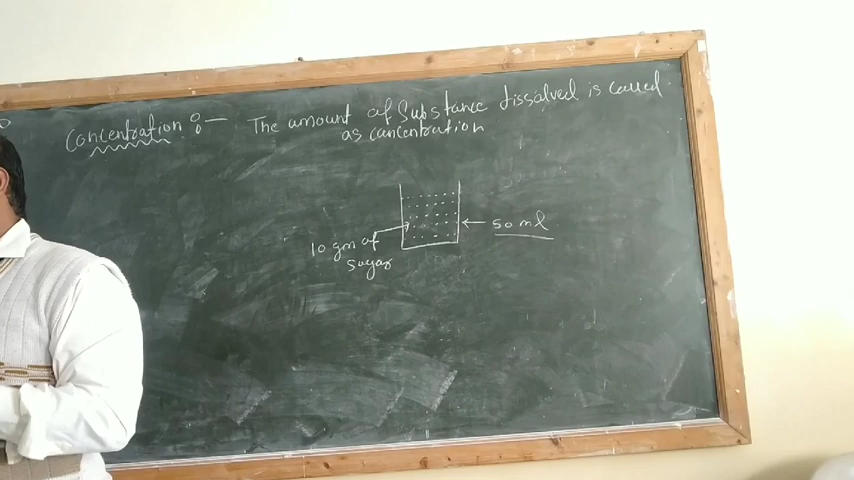 Concentration :- The amount of Substance dissolved is called
as concentration
10 gm of
sugar
50 ml